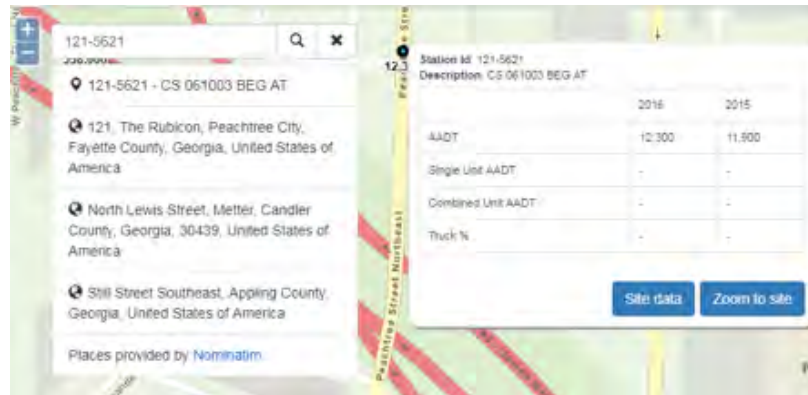 +
−
121-5621
121-5621 - CS 061003 BEG AT
121, The Rubicon, Peachtree City,
Fayette County, Georgia, United States of
America
North Lewis Street, Metter, Candler
County, Georgia, 30439, United States of
America
Still Street Southeast, Appling County,
Georgia, United States of America
Places provided by Nominatim
12.3
Station Id: 121-5621
Description: CS 061003 BEG AT
2016 2015
AADT 12,300 11,900
Single Unit AADT - -
Combined Unit AADT - -
Truck % - -
Site data Zoom to site
Peachtree Street Northeast